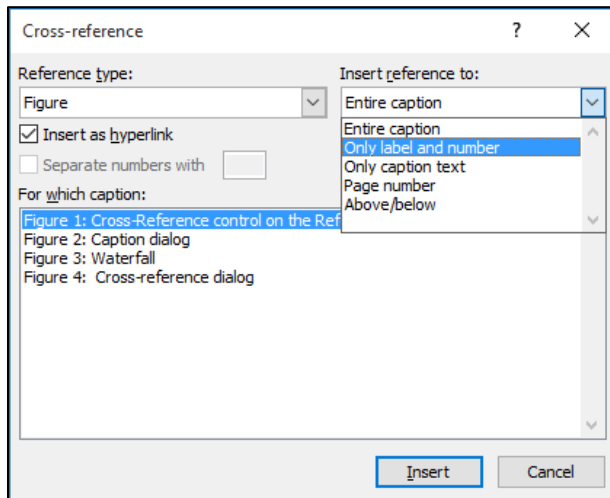 Cross-reference ?
Reference type:
Insert reference to:
Figure
Entire caption
Insert as hyperlink
Entire caption
Only label and number
Only caption text
Page number
Above/below
Separate numbers with
For which caption:
Figure 1: Cross-Reference control on the Ref
Figure 2: Caption dialog
Figure 3: Waterfall
Figure 4:  Cross-reference dialog
Insert
Cancel